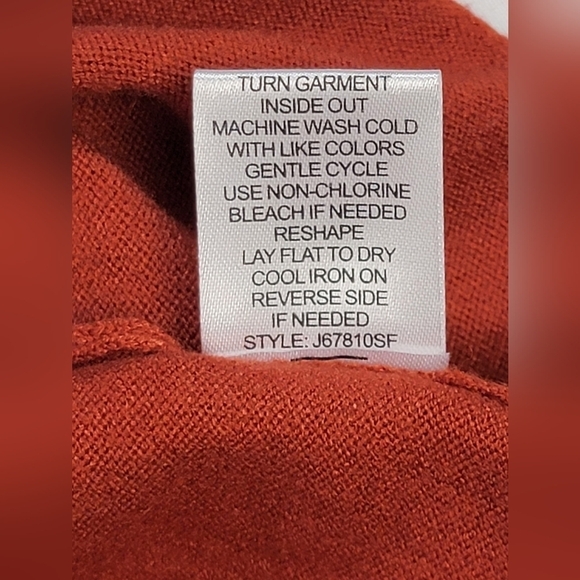 TURN GARMENT
INSIDE OUT
MACHINE WASH COLD
WITH LIKE COLORS
GENTLE CYCLE
USE NON-CHLORINE
BLEACH IF NEEDED
RESHAPE
LAY FLAT TO DRY
COOL IRON ON
REVERSE SIDE
IF NEEDED
STYLE: J67810SF